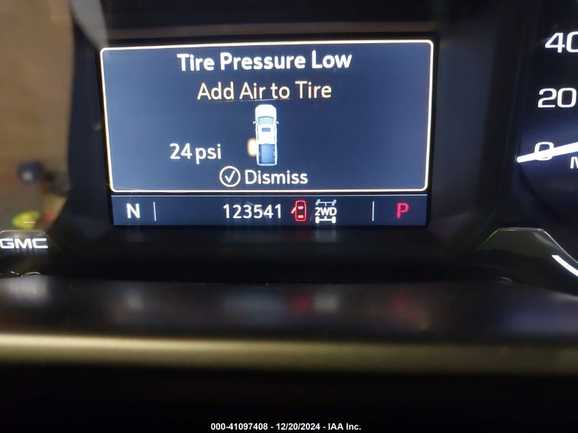 Tire Pressure Low
Add Air to Tire
24 psi
Dismiss
N 123541 2WD P
40
20
0
GMC
000-41097408 - 12/20/2024 - IAA Inc.